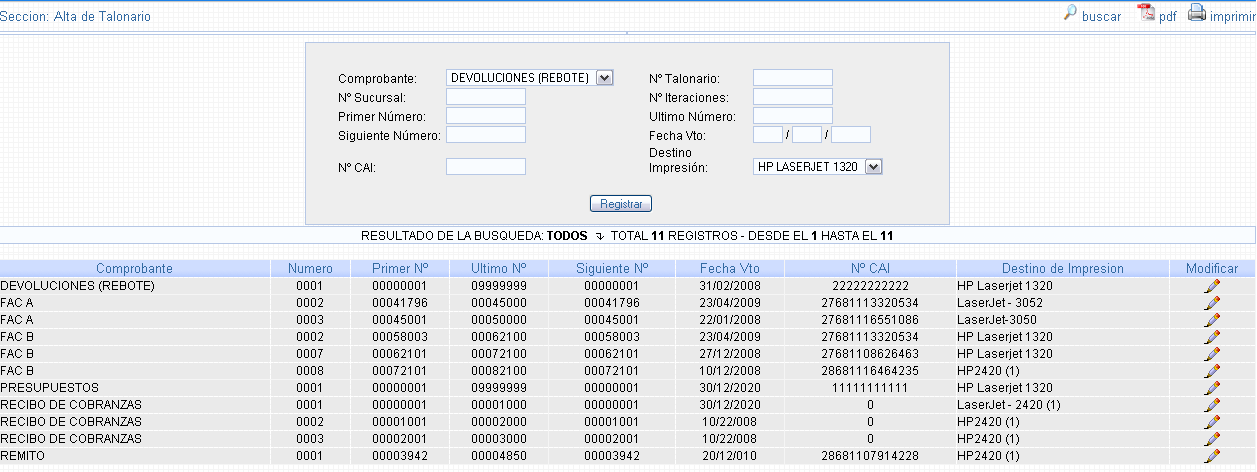 Seccion: Alta de Talonario buscar pdf imprimir
Comprobante: DEVOLUCIONES (REBOTE) Nº Talonario:
Nº Sucursal: Nº Iteraciones:
Primer Número: Ultimo Número:
Siguiente Número: Fecha Vto: / /
Nº CAI: Destino Impresión: HP LASERJET 1320
Registrar
RESULTADO DE LA BUSQUEDA: TODOS TOTAL 11 REGISTROS - DESDE EL 1 HASTA EL 11
Comprobante Numero Primer Nº Ultimo Nº Siguiente Nº Fecha Vto Nº CAI Destino de Impresion Modificar
DEVOLUCIONES (REBOTE) 0001 00000001 09999999 00000001 31/02/2008 22222222222 HP Laserjet 1320
FAC A 0002 00041796 00045000 00041796 23/04/2009 27681113320534 LaserJet - 3052
FAC A 0003 00045001 00050000 00045001 22/01/2009 27681116551086 LaserJet-3050
FAC B 0002 00058003 00062100 00058003 23/04/2009 27681113320534 HP Laserjet 1320
FAC B 0007 00062101 00072100 00062101 27/12/2008 27681108626463 HP Laserjet 1320
FAC B 0008 00072101 00082100 00072101 10/12/2008 28681116464235 HP2420 (1)
PRESUPUESTOS 0001 00000001 09999999 00000001 30/12/2020 11111111111 HP Laserjet 1320
RECIBO DE COBRANZAS 0001 00000001 00001000 00000001 30/12/2020 0 LaserJet - 2420 (1)
RECIBO DE COBRANZAS 0002 00001001 00002000 00001001 10/22/008 0 HP2420 (1)
RECIBO DE COBRANZAS 0003 00002001 00003000 00002001 10/22/008 0 HP2420 (1)
REMITO 0001 00003942 00004850 00003942 20/12/010 28681107914228 HP2420 (1)